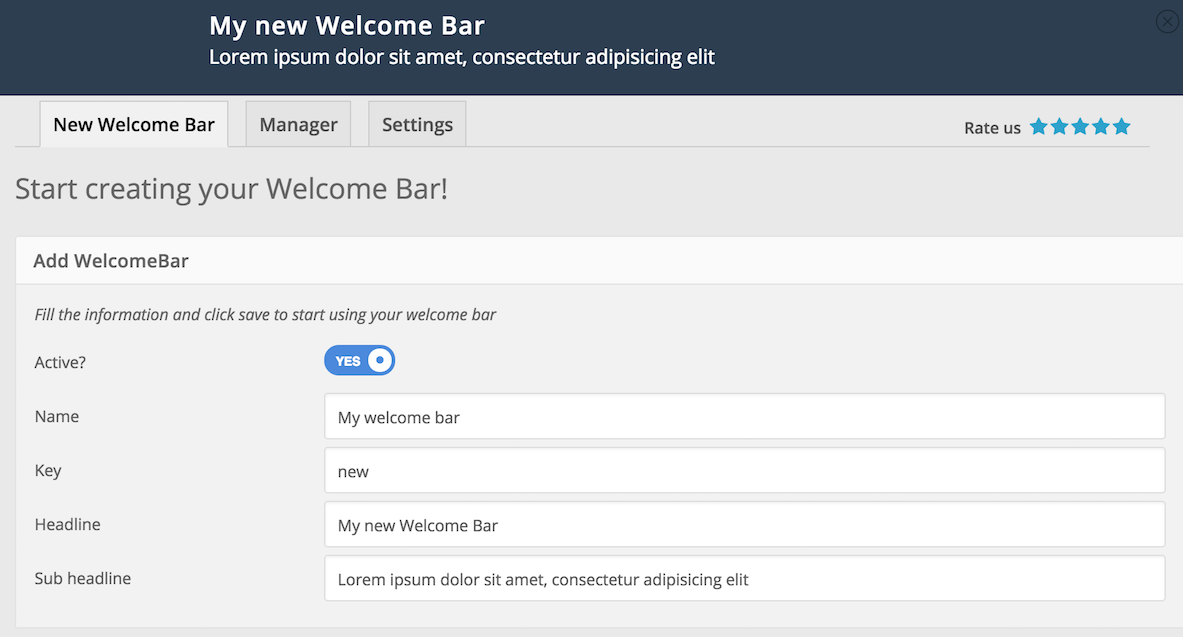 My new Welcome Bar
Lorem ipsum dolor sit amet, consectetur adipisicing elit
New Welcome Bar Manager Settings Rate us
Start creating your Welcome Bar!
Add WelcomeBar
Fill the information and click save to start using your welcome bar
Active? YES
Name My welcome bar
Key new
Headline My new Welcome Bar
Sub headline Lorem ipsum dolor sit amet, consectetur adipisicing elit